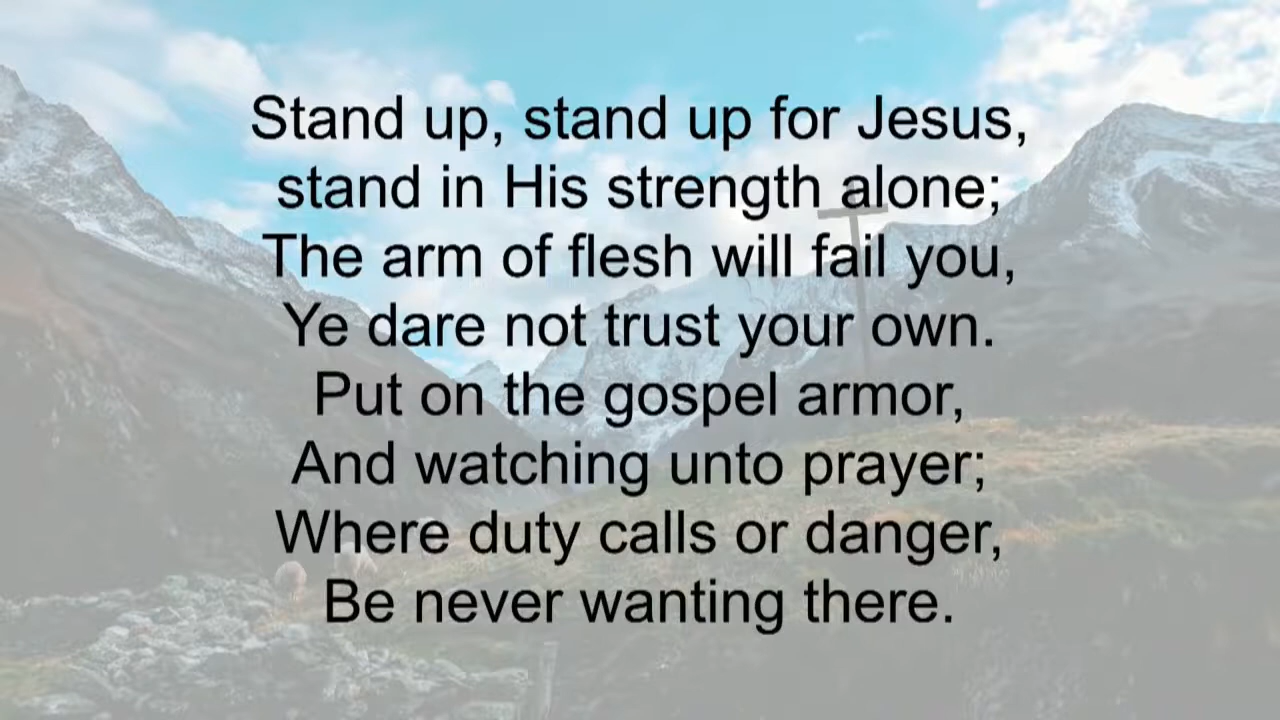 Stand up, stand up for Jesus,
stand in His strength alone;
The arm of flesh will fail you,
Ye dare not trust your own.
Put on the gospel armor,
And watching unto prayer;
Where duty calls or danger,
Be never wanting there.